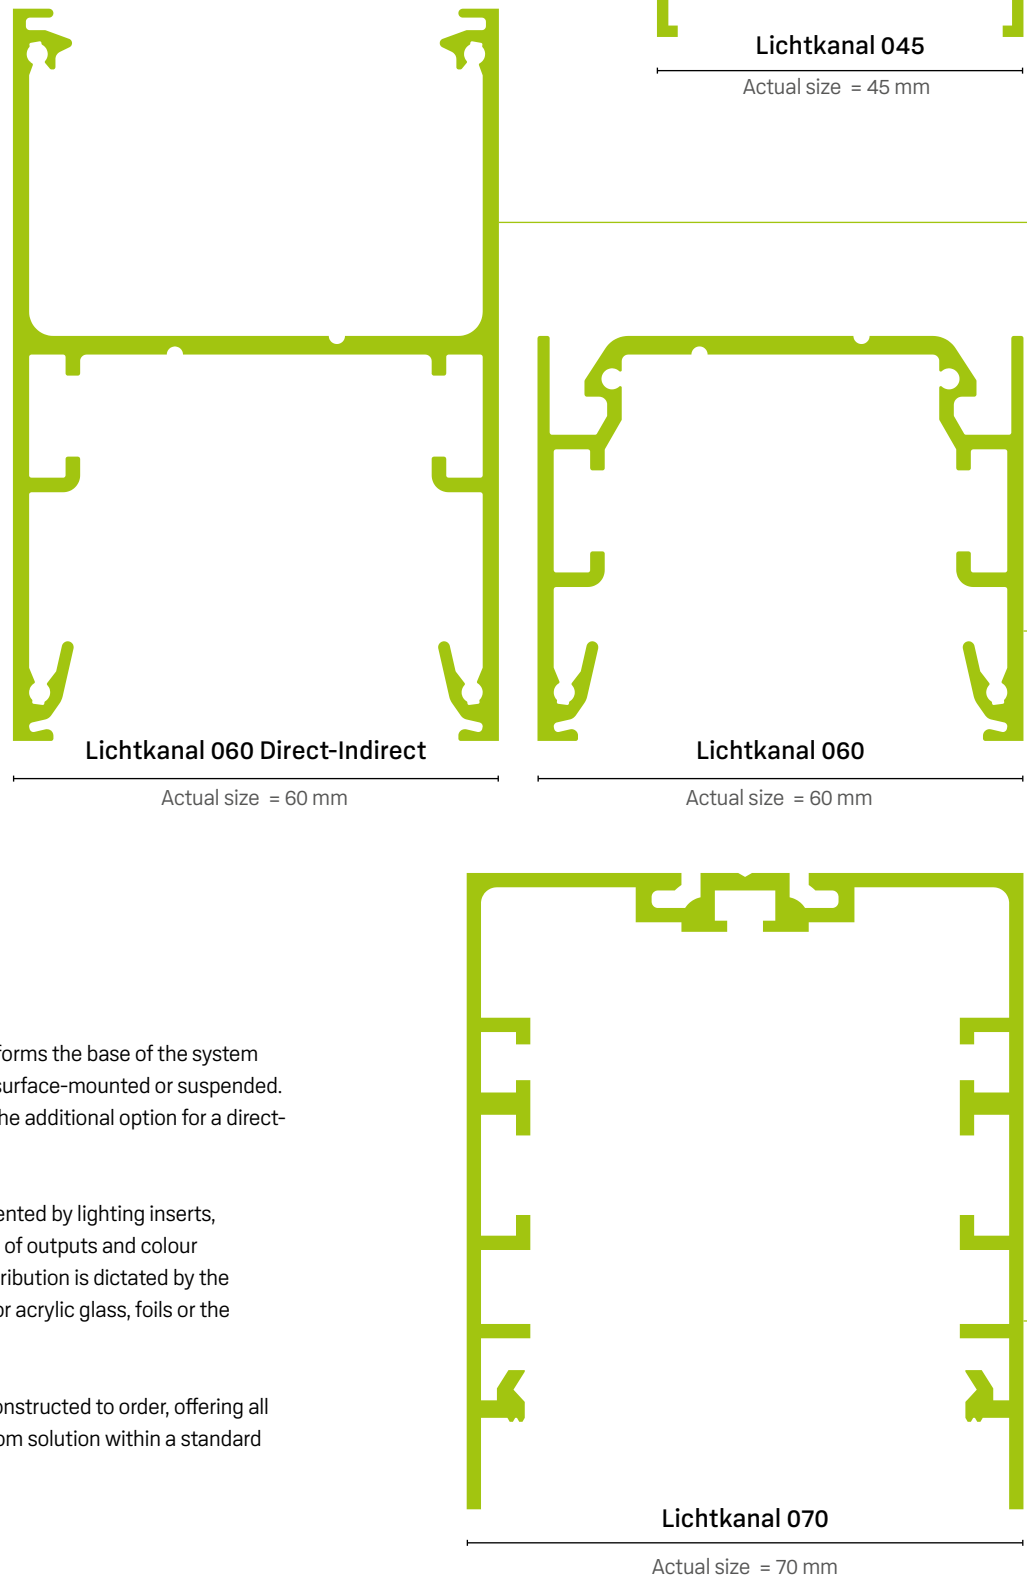 Lichtkanal 045
Actual size = 45 mm
Lichtkanal 060 Direct-Indirect
Actual size = 60 mm
Lichtkanal 060
Actual size = 60 mm
forms the base of the system
surface-mounted or suspended.
he additional option for a direct-
ented by lighting inserts,
of outputs and colour
ribution is dictated by the
or acrylic glass, foils or the
onstructed to order, offering all
om solution within a standard
Lichtkanal 070
Actual size = 70 mm